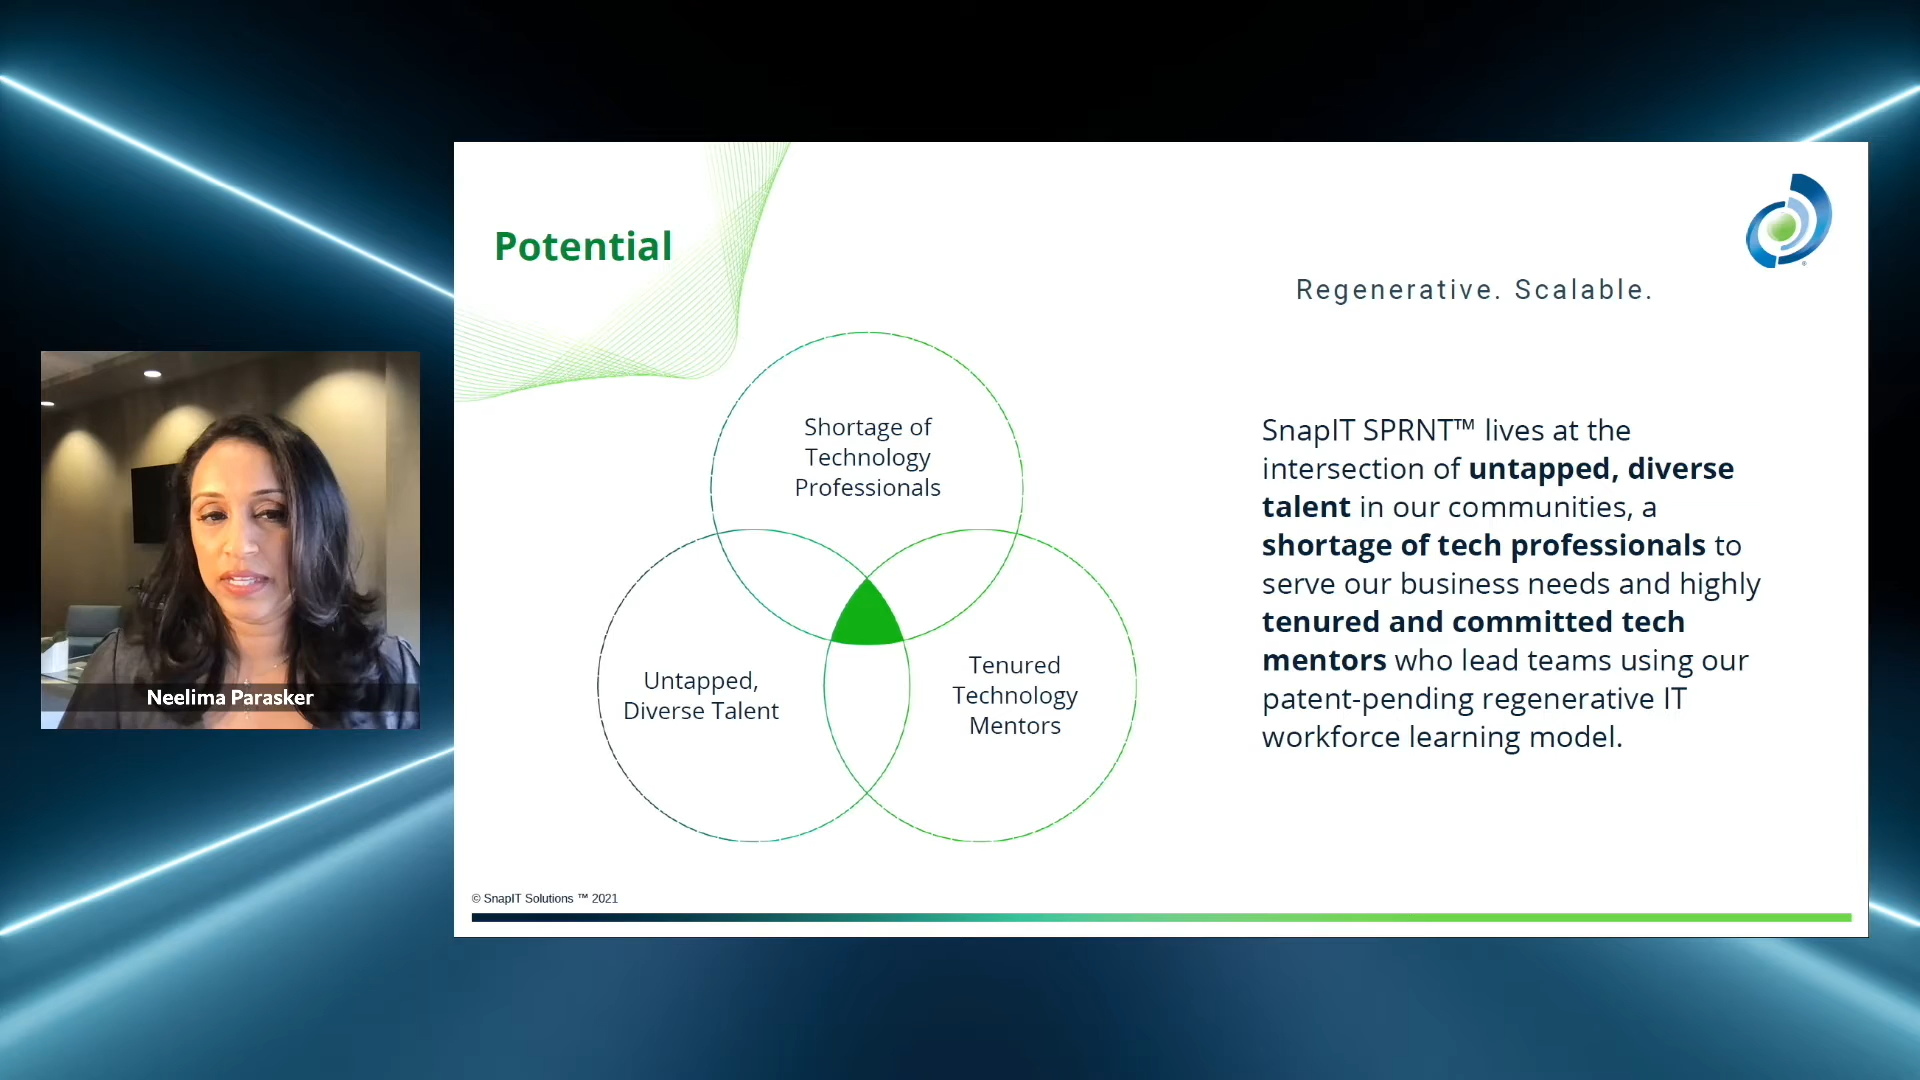 Potential
Regenerative. Scalable.
Shortage of
Technology
Professionals
Untapped,
Diverse Talent
Tenured
Technology
Mentors
SnapIT SPRNT™ lives at the
intersection of untapped, diverse
talent in our communities, a
shortage of tech professionals to
serve our business needs and highly
tenured and committed tech
mentors who lead teams using our
patent-pending regenerative IT
workforce learning model.
Neelima Parasker
© SnapIT Solutions ™ 2021